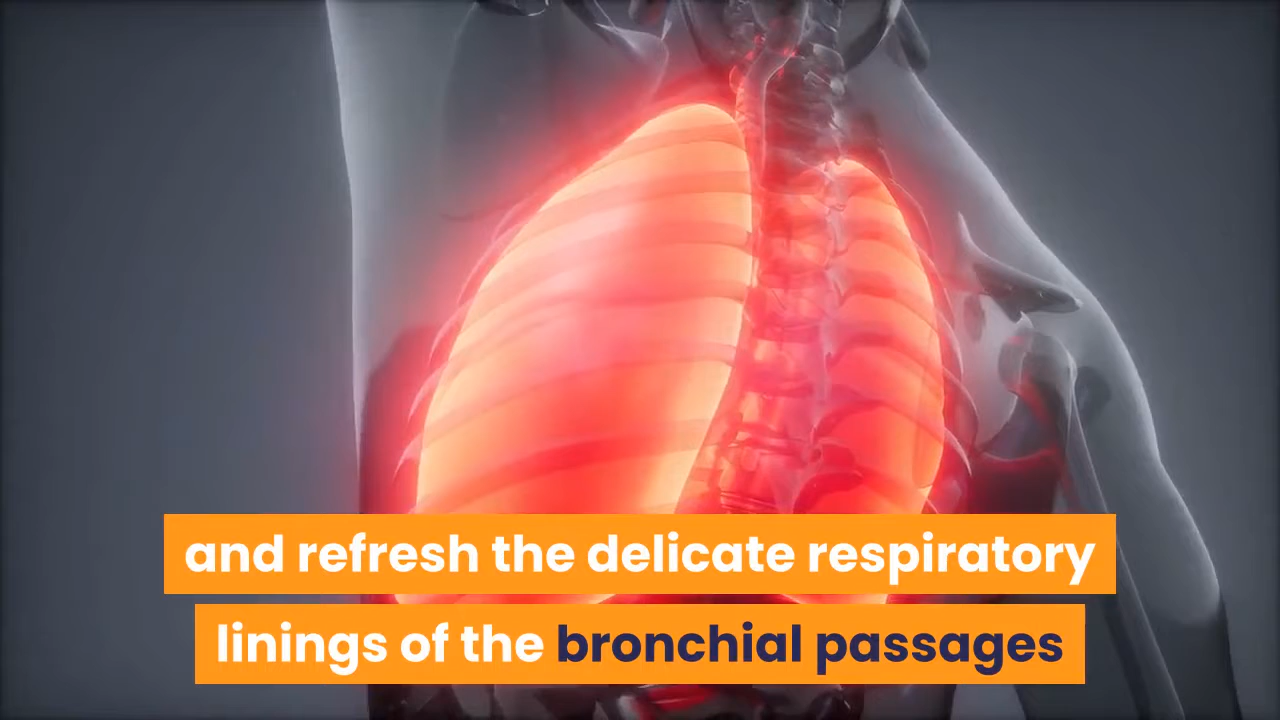 and refresh the delicate respiratory
linings of the bronchial passages